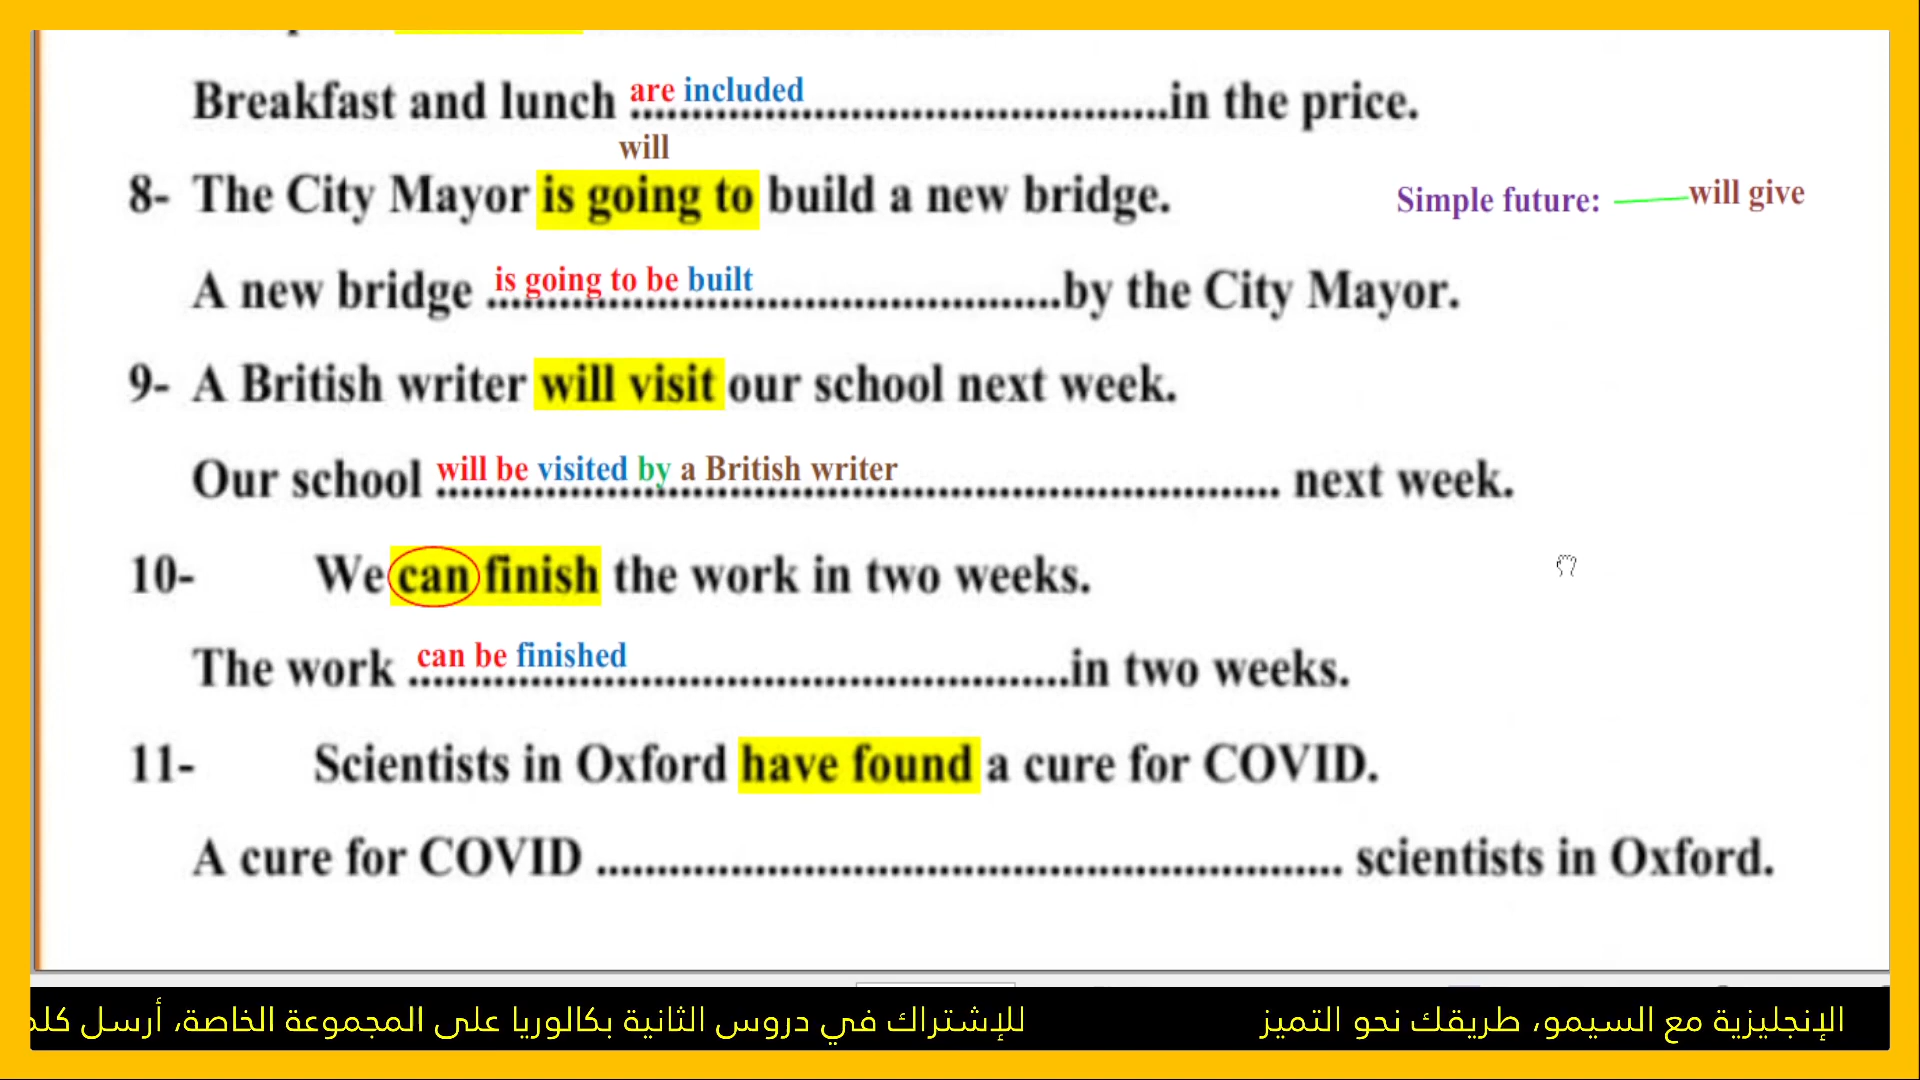 Breakfast and lunch are included........................................in the price.
will
8- The City Mayor is going to build a new bridge. Simple future: will give
A new bridge is going to be built........................................by the City Mayor.
9- A British writer will visit our school next week.
Our school will be visited by a British writer........................................ next week.
10- We can finish the work in two weeks.
The work can be finished........................................in two weeks.
11- Scientists in Oxford have found a cure for COVID.
A cure for COVID ........................................ scientists in Oxford.
الإنجليزية مع السيمو، طريقك نحو التميز للإشتراك في دروس الثانية بكالوريا على المجموعة الخاصة، أرسل